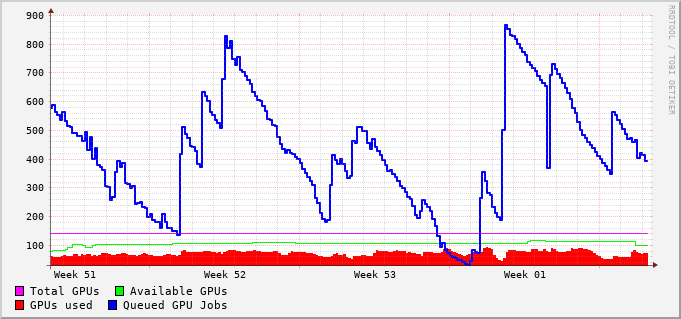 900
800
700
600
500
400
300
200
100
Week 51 Week 52 Week 53 Week 01
Total GPUs Available GPUs
GPUs used Queued GPU Jobs
RRDTOOL / TOBI OETIKER